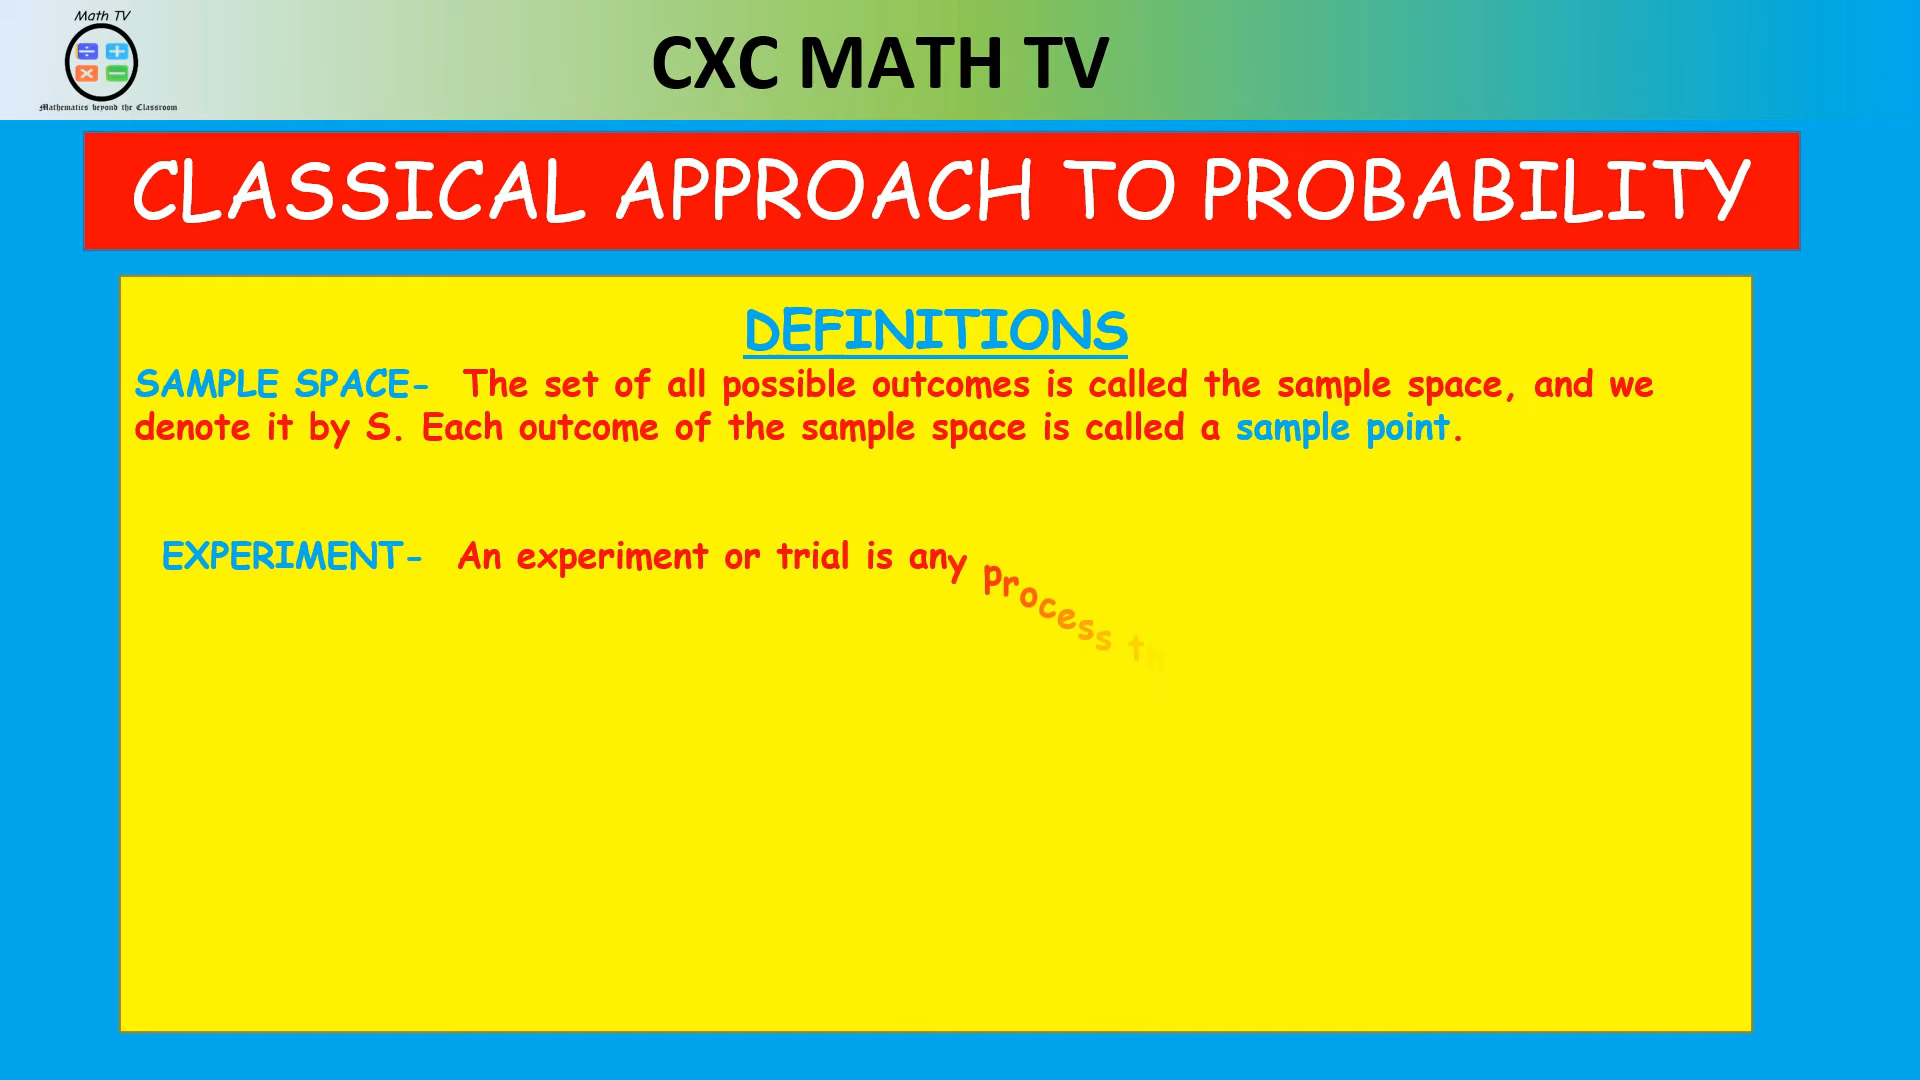 Math TV
Mathematics beyond the Classroom
CXC MATH TV
CLASSICAL APPROACH TO PROBABILITY
DEFINITIONS
SAMPLE SPACE- The set of all possible outcomes is called the sample space, and we
denote it by S. Each outcome of the sample space is called a sample point.
EXPERIMENT- An experiment or trial is any process th